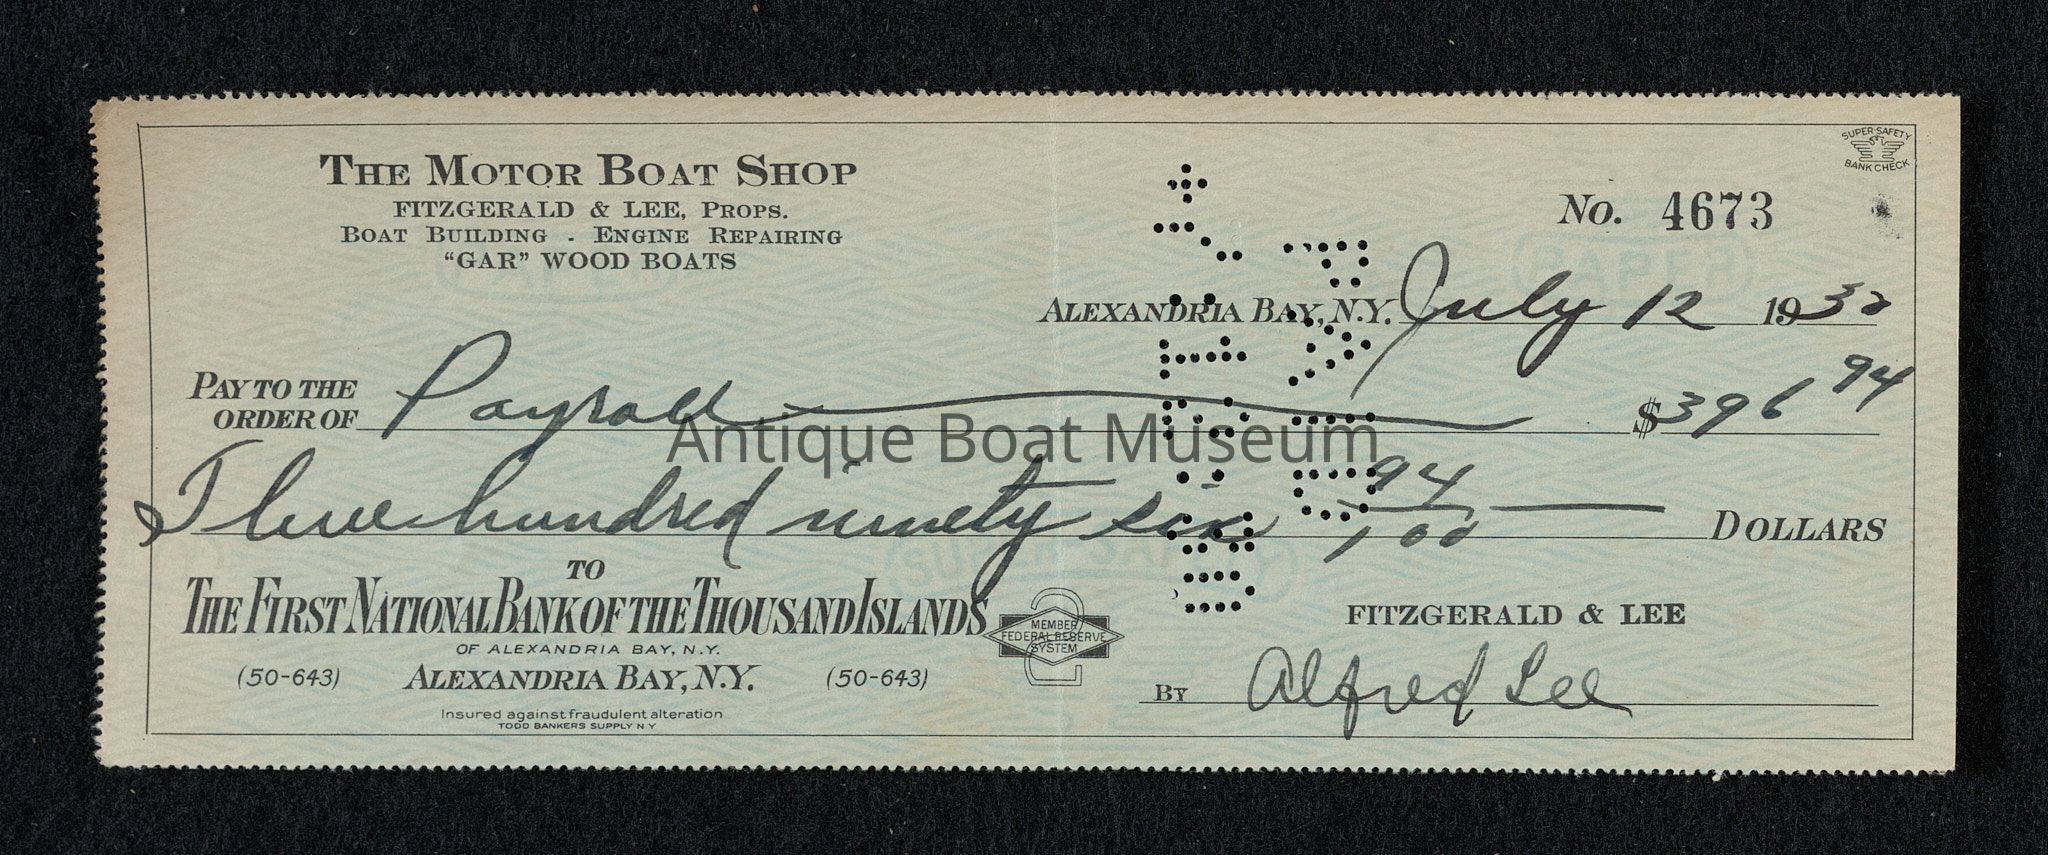 THE MOTOR BOAT SHOP
FITZGERALD & LEE, PROPS.
BOAT BUILDING - ENGINE REPAIRING
"GAR" WOOD BOATS
SUPER-SAFETY
BANK CHECK
No. 4673
ALEXANDRIA BAY, N.Y. July 12 1932
PAY TO THE
ORDER OF Payroll $396 94
Antique Boat Museum
Three hundred ninety six 94/100 DOLLARS
TO
THE FIRST NATIONAL BANK OF THE THOUSAND ISLANDS
OF ALEXANDRIA BAY, N.Y.
(50-643) ALEXANDRIA BAY, N.Y. (50-643)
Insured against fraudulent alteration
TODD BANKERS SUPPLY N Y
MEMBER
FEDERAL RESERVE
SYSTEM
FITZGERALD & LEE
BY Alfred Lee